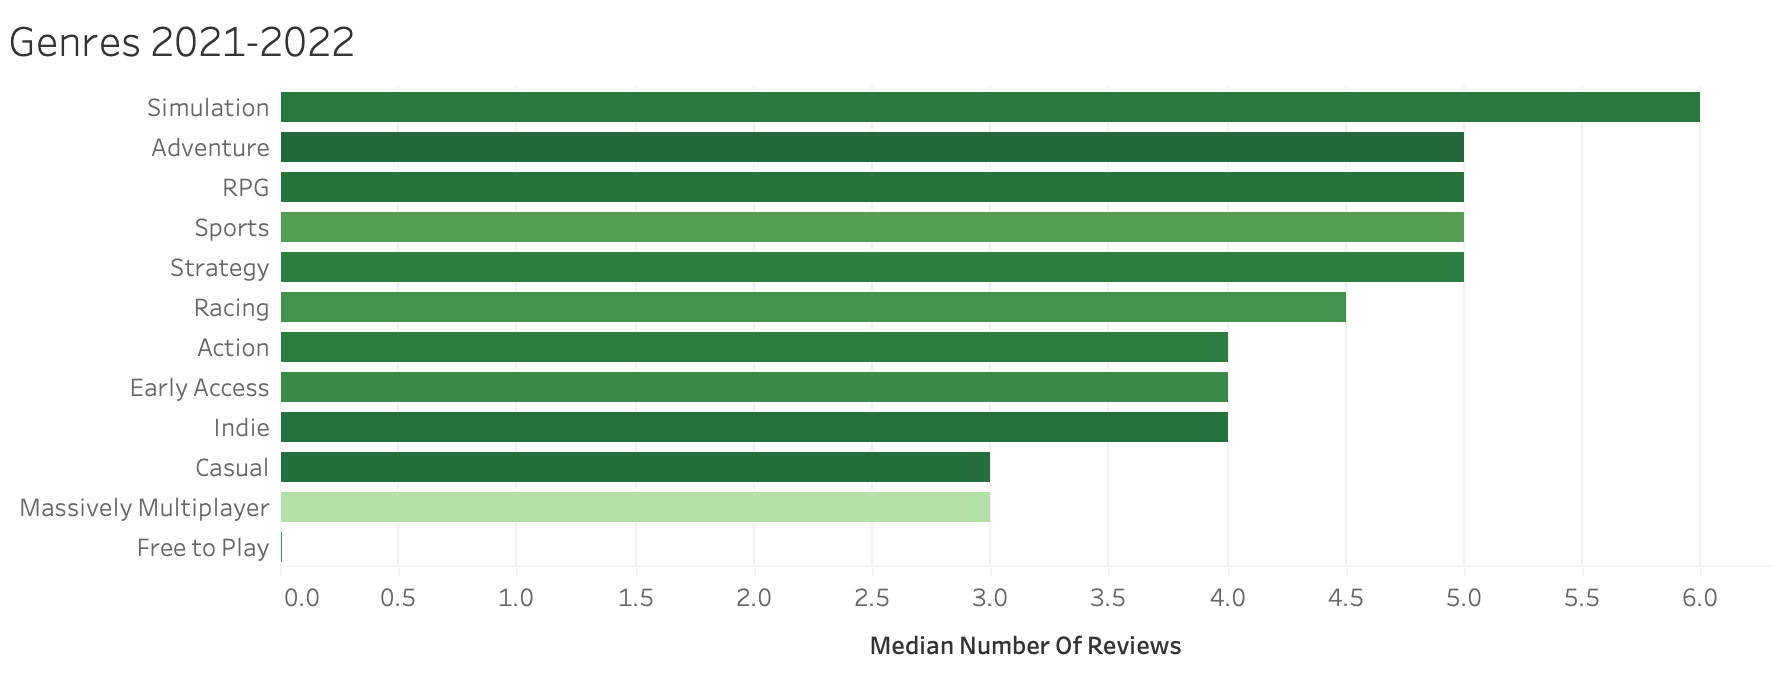 Genres 2021-2022
Simulation
Adventure
RPG
Sports
Strategy
Racing
Action
Early Access
Indie
Casual
Massively Multiplayer
Free to Play
0.0 0.5 1.0 1.5 2.0 2.5 3.0 3.5 4.0 4.5 5.0 5.5 6.0
Median Number Of Reviews